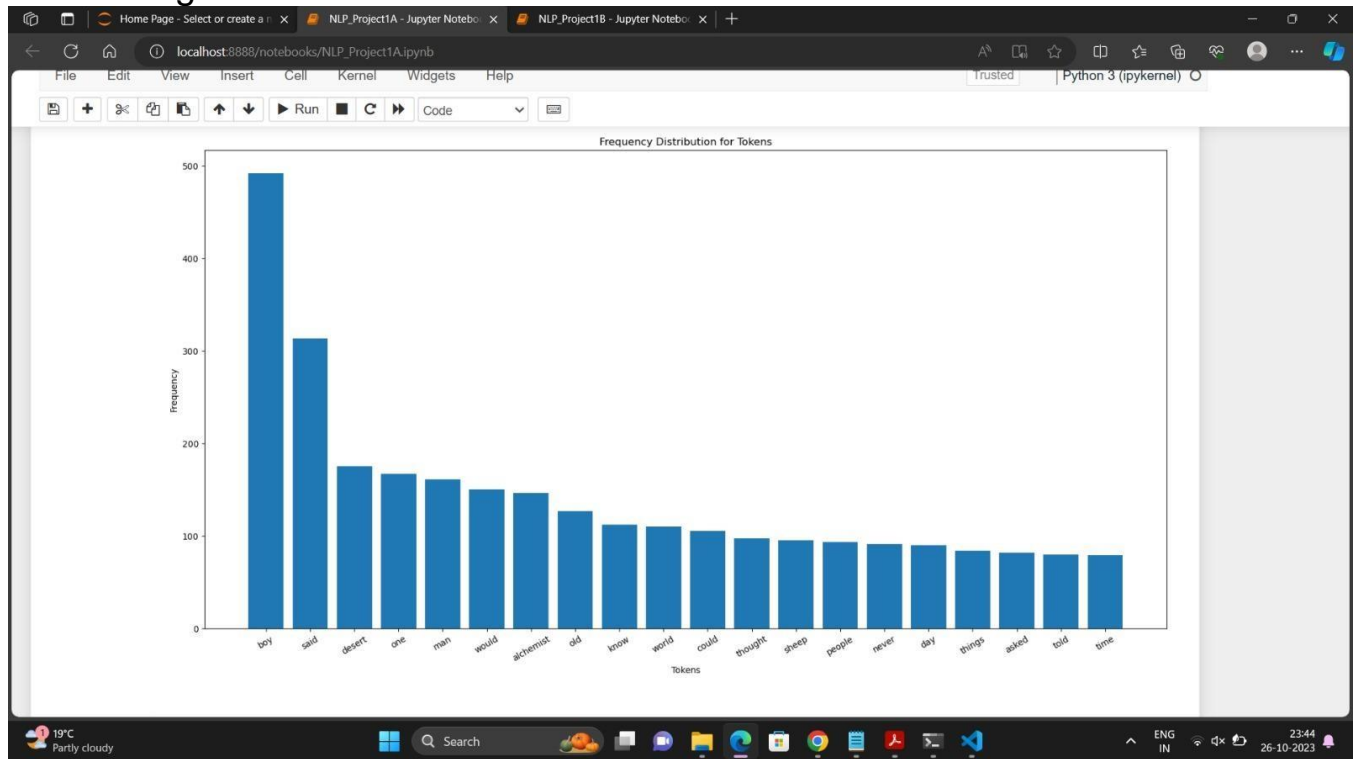 Home Page - Select or create a n
NLP_Project1A - Jupyter Noteboo
NLP_Project1B - Jupyter Noteboo
localhost:8888/notebooks/NLP_Project1A.ipynb
File Edit View Insert Cell Kernel Widgets Help
Trusted
Python 3 (ipykernel)
Run
Code
Frequency Distribution for Tokens
500
400
300
200
100
0
Frequency
boy said desert one man would alchemist old know world could thought sheep people never day things asked told time
Tokens
1
19°C
Partly cloudy
Search
ENG
IN
23:44
26-10-2023